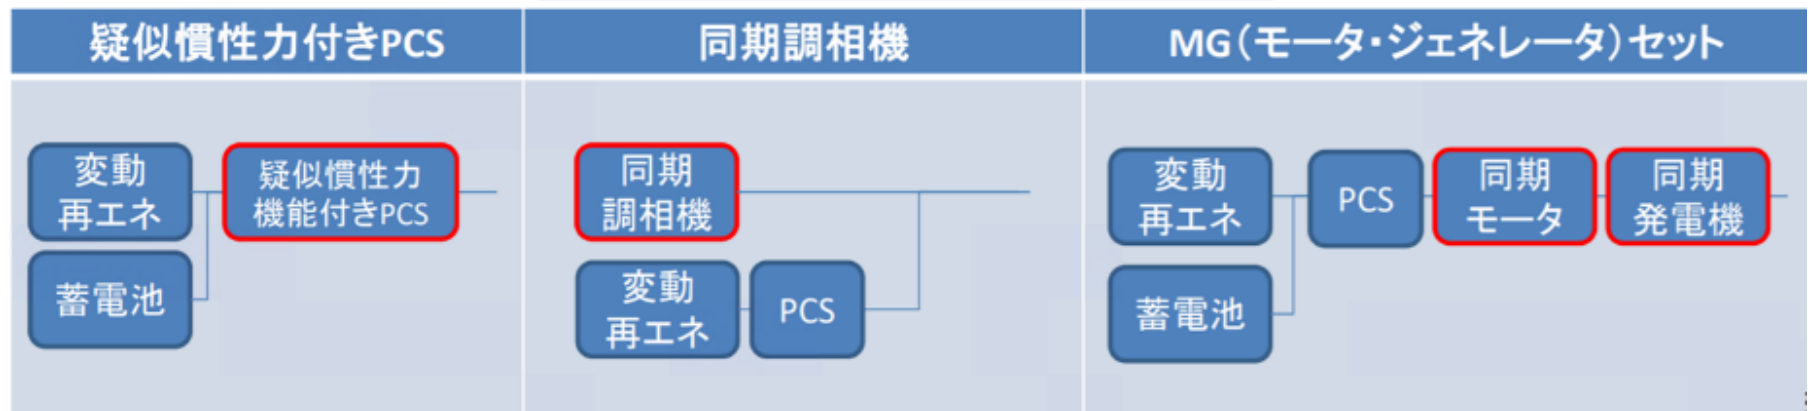 疑似慣性力付きPCS
同期調相機
MG(モータ・ジェネレータ)セット
変動
再エネ
疑似慣性力
機能付きPCS
蓄電池
同期
調相機
変動
再エネ
PCS
変動
再エネ
PCS
同期
モータ
同期
発電機
蓄電池